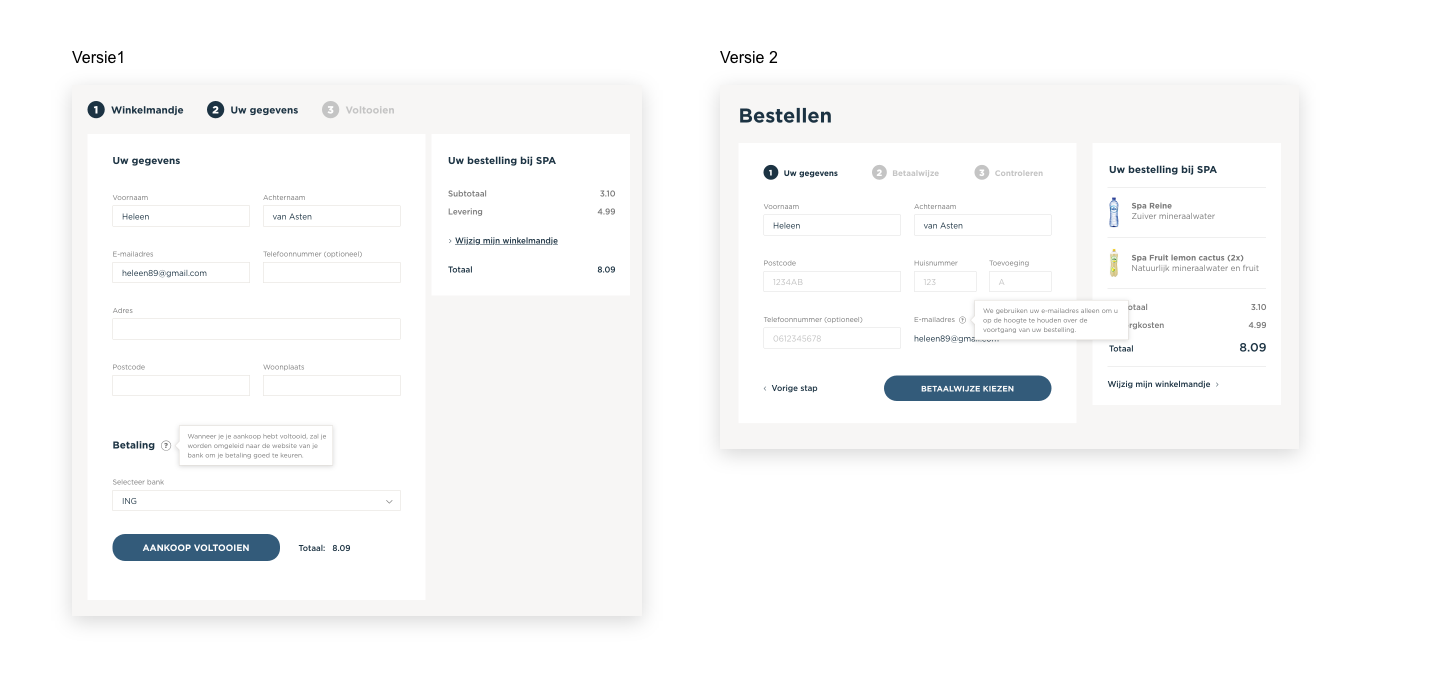 Versie1
1 Winkelmandje 2 Uw gegevens 3 Voltooien
Uw gegevens
Voornaam Achternaam
Heleen van Asten
E-mailadres Telefoonnummer (optioneel)
heleen89@gmail.com
Adres
Postcode Woonplaats
Betaling ?
Wanneer je je aankoop hebt voltooid, zal je
worden omgeleid naar de website van je
bank om je betaling goed te keuren.
Selecteer bank
ING
AANKOOP VOLTOOIEN Totaal: 8.09
Uw bestelling bij SPA
Subtotaal 3.10
Levering 4.99
› Wijzig mijn winkelmandje
Totaal 8.09
Versie 2
Bestellen
1 Uw gegevens 2 Betaalwijze 3 Controleren
Voornaam Achternaam
Heleen van Asten
Postcode Huisnummer Toevoeging
1234AB 123 A
Telefoonnummer (optioneel) E-mailadres ?
0612345678 heleen89@gmail.com
We gebruiken uw e-mailadres alleen om u
op de hoogte te houden over de
voortgang van uw bestelling.
‹ Vorige stap BETAALWIJZE KIEZEN
Uw bestelling bij SPA
Spa Reine
Zuiver mineraalwater
Spa Fruit lemon cactus (2x)
Natuurlijk mineraalwater en fruit
otaal 3.10
rgkosten 4.99
Totaal 8.09
Wijzig mijn winkelmandje ›